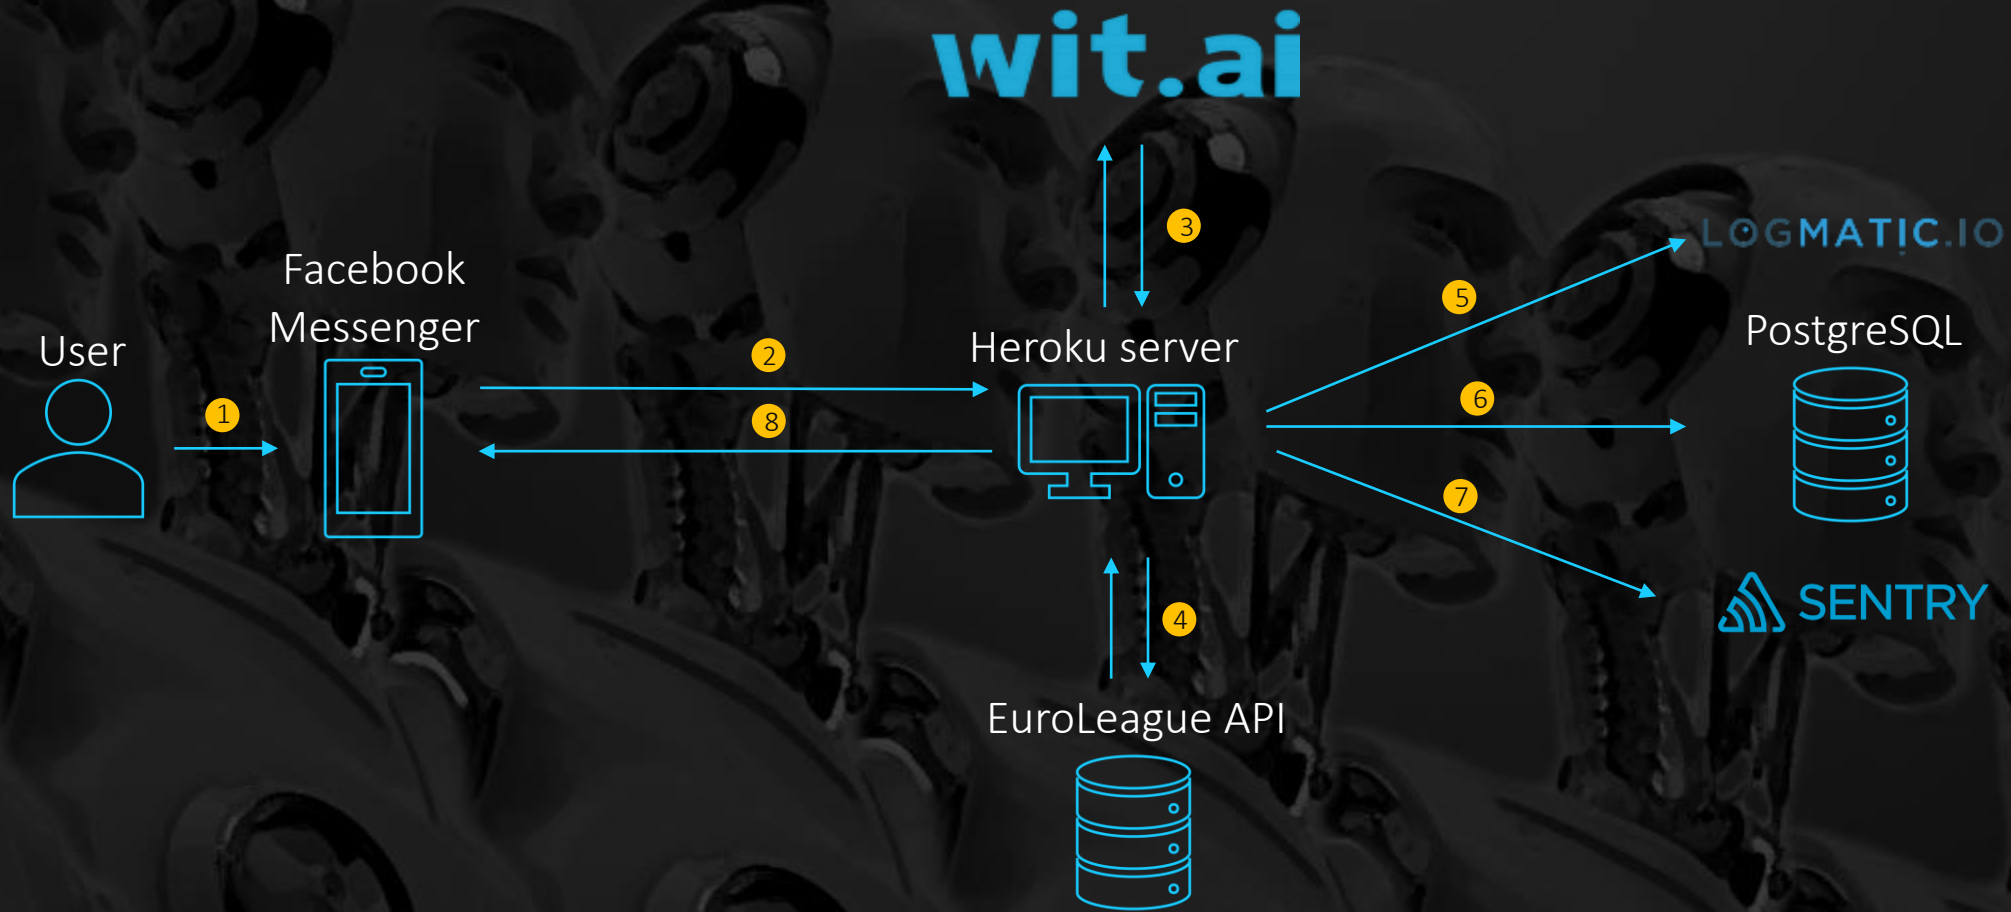 wit.ai
3
LOGMATIC.IO
Facebook
Messenger
5
User
PostgreSQL
Heroku server
2
6
1
8
7
SENTRY
4
EuroLeague API